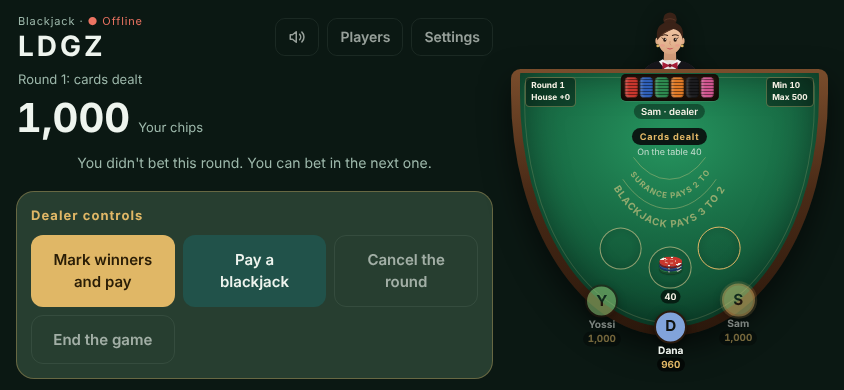 Blackjack · Offline
LDGZ
Players
Settings
Round 1: cards dealt
1,000 Your chips
You didn't bet this round. You can bet in the next one.
Dealer controls
Mark winners
and pay
Pay a
blackjack
Cancel the
round
End the game
Round 1
House +0
Min 10
Max 500
Sam · dealer
Cards dealt
On the table 40
SURANCE PAYS 2 TO
BLACKJACK PAYS 3 TO 2
40
Y
Yossi
1,000
D
Dana
960
S
Sam
1,000